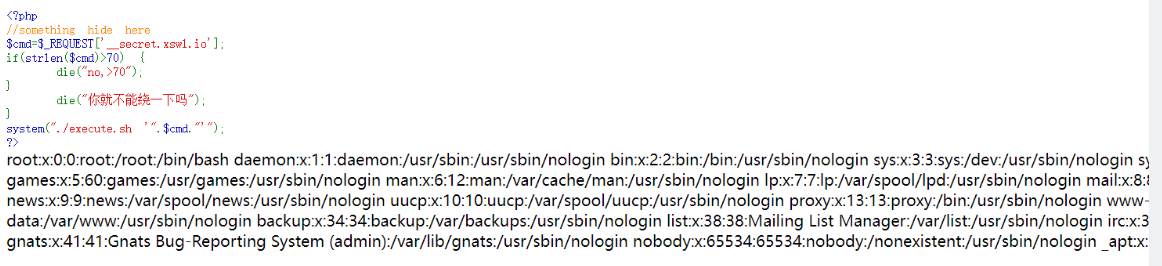 <?php
//something hide here
$cmd=$_REQUEST['__secret.xswl.io'];
if(strlen($cmd)>70) {
die("no,>70");
}
die("你就不能绕一下吗");
}
system("./execute.sh '".$cmd."'");
?>
root:x:0:0:root:/root:/bin/bash daemon:x:1:1:daemon:/usr/sbin:/usr/sbin/nologin bin:x:2:2:bin:/bin:/usr/sbin/nologin sys:x:3:3:sys:/dev:/usr/sbin/nologin sy
games:x:5:60:games:/usr/games:/usr/sbin/nologin man:x:6:12:man:/var/cache/man:/usr/sbin/nologin lp:x:7:7:lp:/var/spool/lpd:/usr/sbin/nologin mail:x:8:8
news:x:9:9:news:/var/spool/news:/usr/sbin/nologin uucp:x:10:10:uucp:/var/spool/uucp:/usr/sbin/nologin proxy:x:13:13:proxy:/bin:/usr/sbin/nologin www-
data:/var/www:/usr/sbin/nologin backup:x:34:34:backup:/var/backups:/usr/sbin/nologin list:x:38:38:Mailing List Manager:/var/list:/usr/sbin/nologin irc:x:3
gnats:x:41:41:Gnats Bug-Reporting System (admin):/var/lib/gnats:/usr/sbin/nologin nobody:x:65534:65534:nobody:/nonexistent:/usr/sbin/nologin _apt:x: